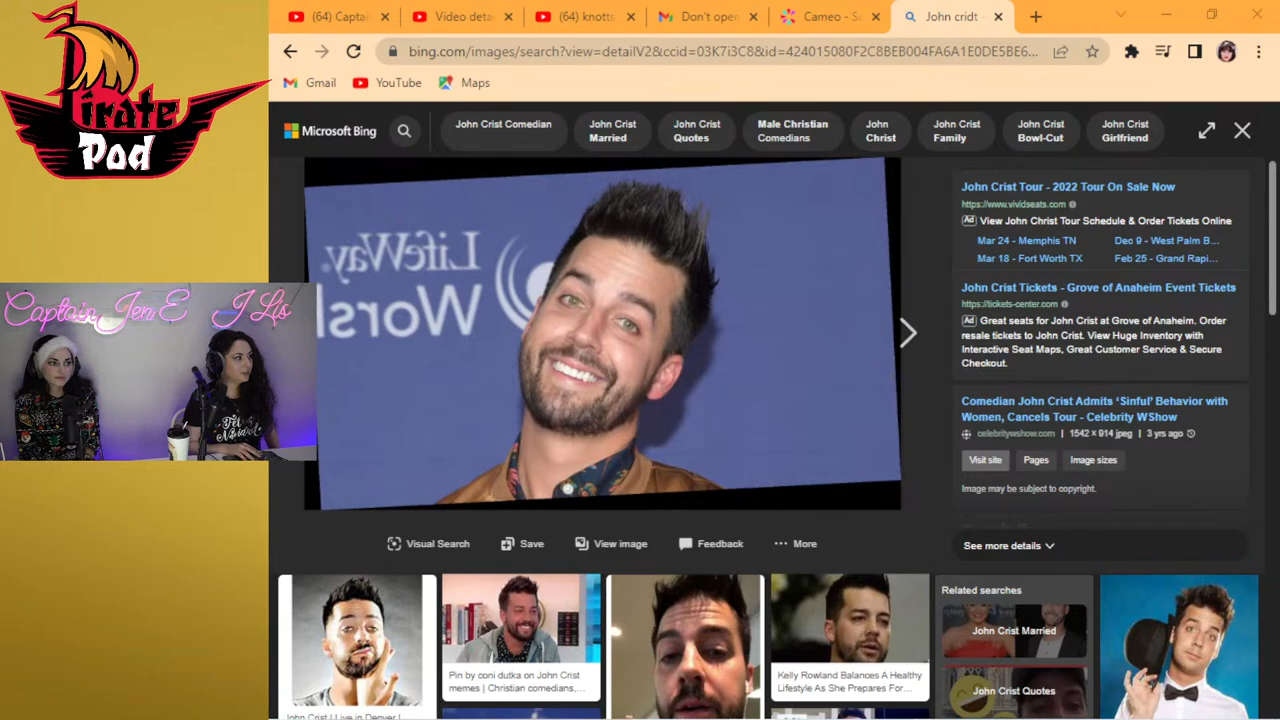 Pirate
Pod
Captain Jen E
J Lis
(64) Capta
Video deta
(64) knotts
Don't open
Cameo - Se
John cridt -
bing.com/images/search?view=detailV2&ccid=03K7i3C8&id=424015080F2C8BEB004FA6A1E0DE5BE6...
Gmail
YouTube
Maps
Microsoft Bing
John Crist Comedian
John Crist
Married
John Crist
Quotes
Male Christian
Comedians
John
Christ
John Crist
Family
John Crist
Bowl-Cut
John Crist
Girlfriend
LifeWay
Worsh
John Crist Tour - 2022 Tour On Sale Now
https://www.vividseats.com
Ad View John Christ Tour Schedule & Order Tickets Online
Mar 24 - Memphis TN
Dec 9 - West Palm B...
Mar 18 - Fort Worth TX
Feb 25 - Grand Rapi...
John Crist Tickets - Grove of Anaheim Event Tickets
https://tickets-center.com
Ad Great seats for John Crist at Grove of Anaheim. Order
resale tickets to John Crist. View Huge Inventory with
Interactive Seat Maps, Great Customer Service & Secure
Checkout.
Comedian John Crist Admits ‘Sinful’ Behavior with
Women, Cancels Tour - Celebrity WShow
celebritywshow.com | 1542 × 914 jpeg | 3 yrs ago
Visit site
Pages
Image sizes
Image may be subject to copyright.
See more details
Visual Search
Save
View image
Feedback
More
John Crist | Live in Denver |
Pin by coni dutka on John Crist
memes | Christian comedians,...
Kelly Rowland Balances A Healthy
Lifestyle As She Prepares For...
Related searches
John Crist Married
John Crist Quotes